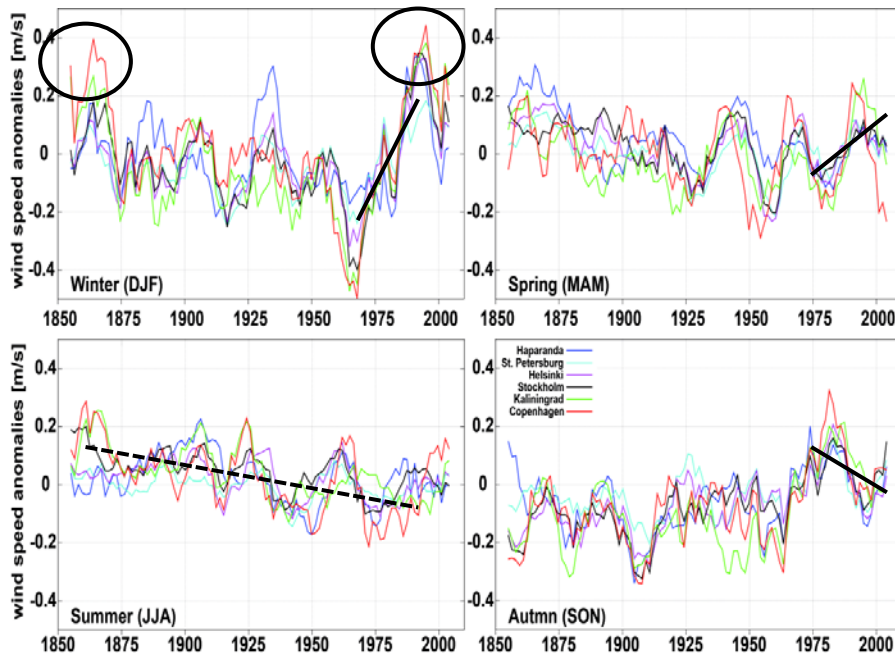 wind speed anomalies [m/s]
0.4
0.2
0
-0.2
-0.4
Winter (DJF)
1850 1875 1900 1925 1950 1975 2000
0.4
0.2
0
-0.2
-0.4
Spring (MAM)
1850 1875 1900 1925 1950 1975 2000
wind speed anomalies [m/s]
0.4
0.2
0
-0.2
-0.4
Summer (JJA)
1850 1875 1900 1925 1950 1975 2000
0.4
0.2
0
-0.2
-0.4
Haparanda
St. Petersburg
Helsinki
Stockholm
Kaliningrad
Copenhagen
Autmn (SON)
1850 1875 1900 1925 1950 1975 2000